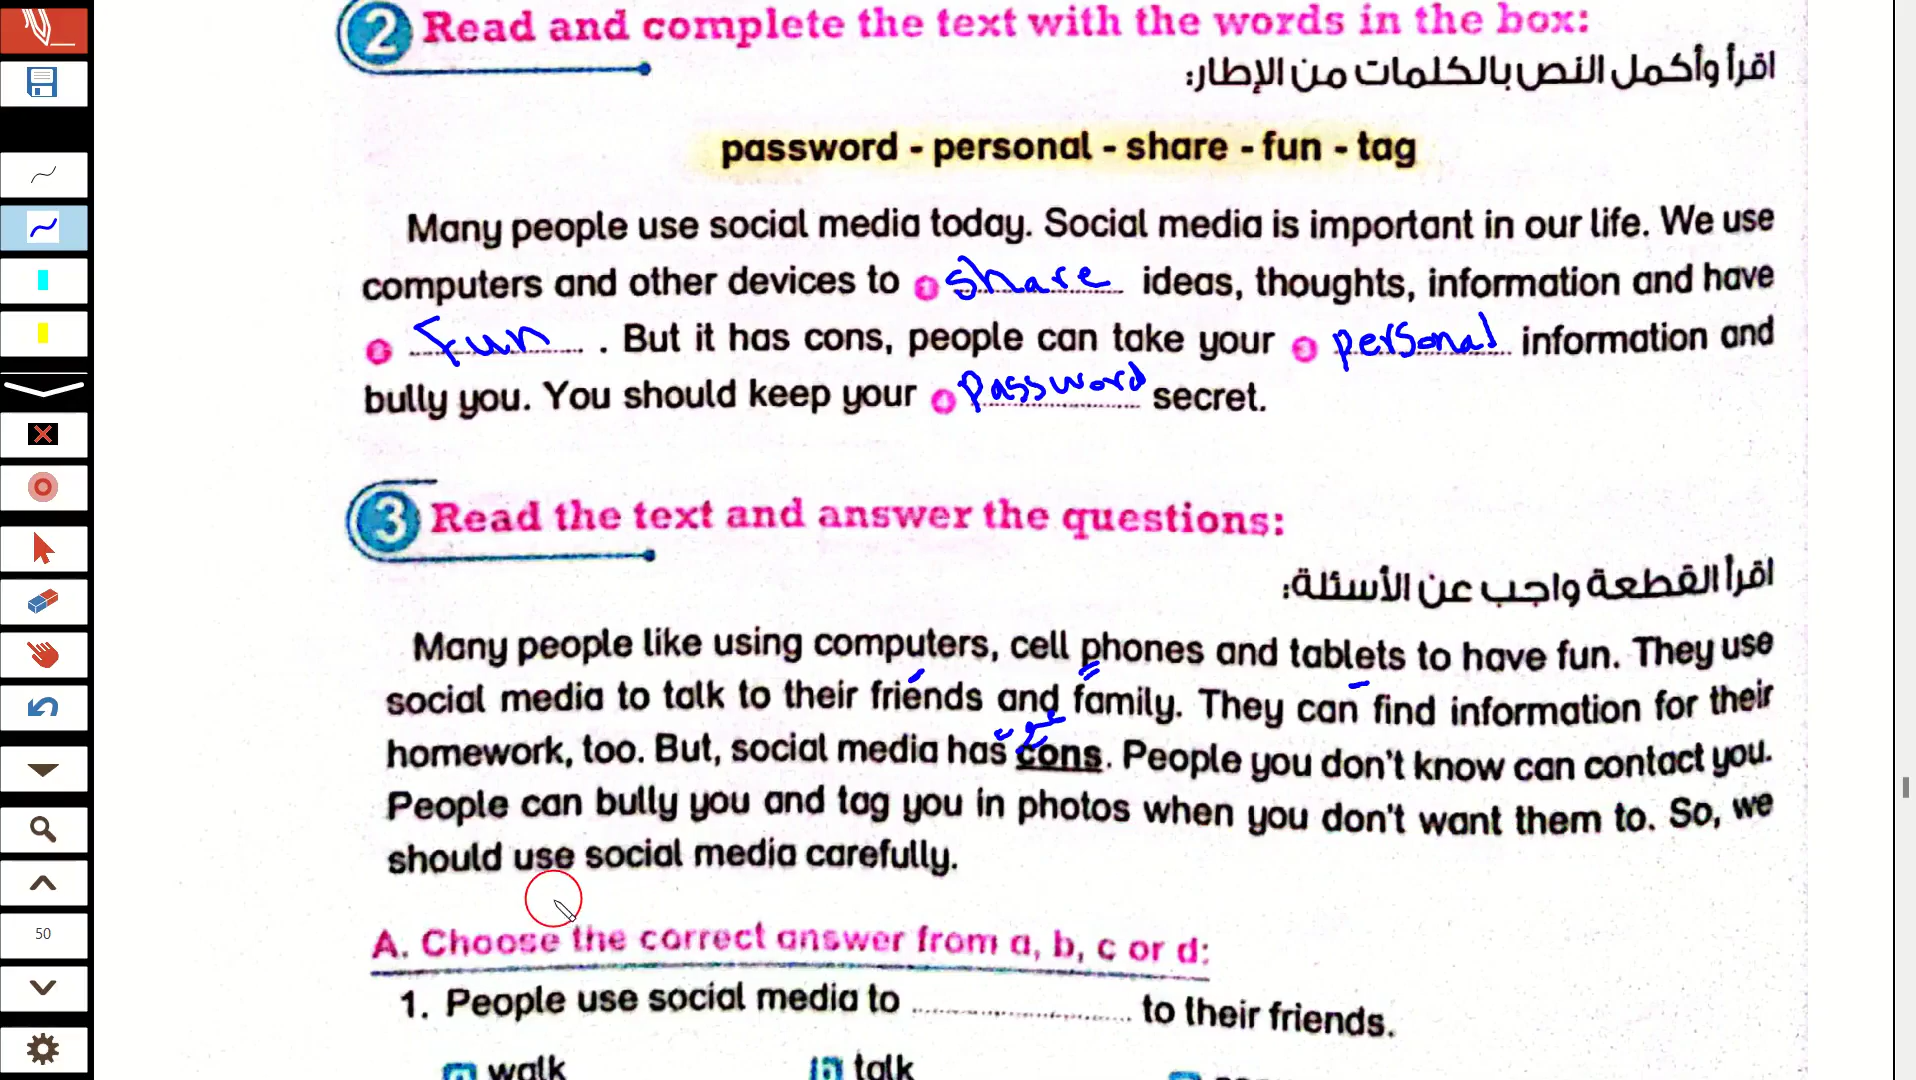 2 Read and complete the text with the words in the box:
اقرأ وأكمل النص بالكلمات من الإطار:
password - personal - share - fun - tag
Many people use social media today. Social media is important in our life. We use
computers and other devices to 1 share ideas, thoughts, information and have
2 fun . But it has cons, people can take your 3 personal information and
bully you. You should keep your 4 Password secret.
3 Read the text and answer the questions:
اقرأ القطعة واجب عن الأسئلة:
Many people like using computers, cell phones and tablets to have fun. They use
social media to talk to their friends and family. They can find information for their
homework, too. But, social media has cons. People you don't know can contact you.
People can bully you and tag you in photos when you don't want them to. So, we
should use social media carefully.
A. Choose the correct answer from a, b, c or d:
1. People use social media to .................... to their friends.
a walk b talk
50